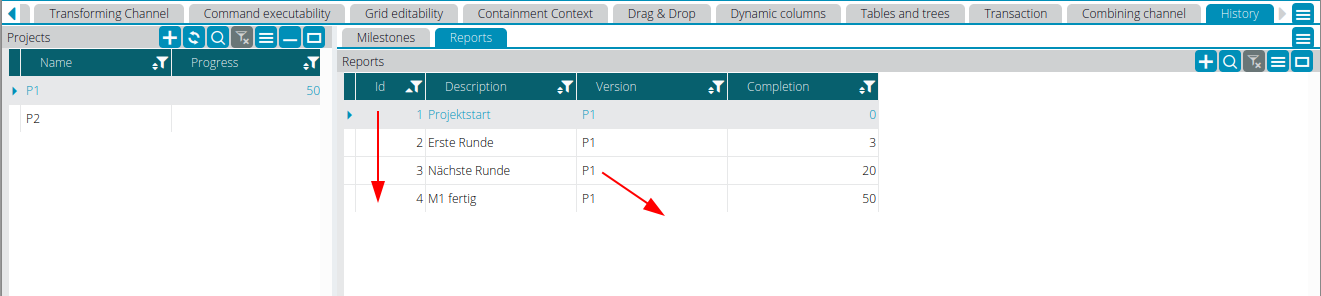 Transforming Channel Command executability Grid editability Containment Context Drag & Drop Dynamic columns Tables and trees Transaction Combining channel History
Projects
Name Progress
P1 50
P2
Milestones Reports
Reports
Id Description Version Completion
1 Projektstart P1 0
2 Erste Runde P1 3
3 Nächste Runde P1 20
4 M1 fertig P1 50